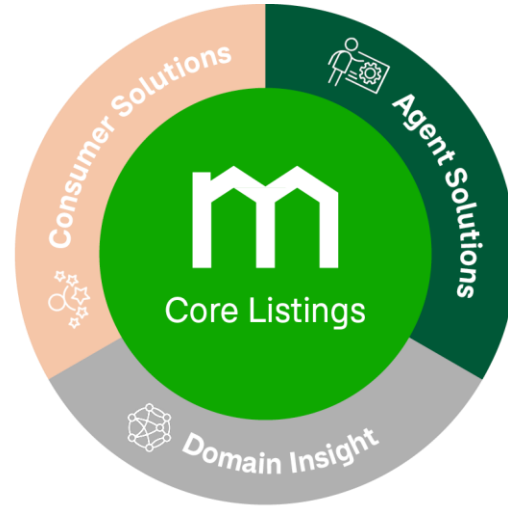 Consumer Solutions
Agent Solutions
Core Listings
Domain Insight